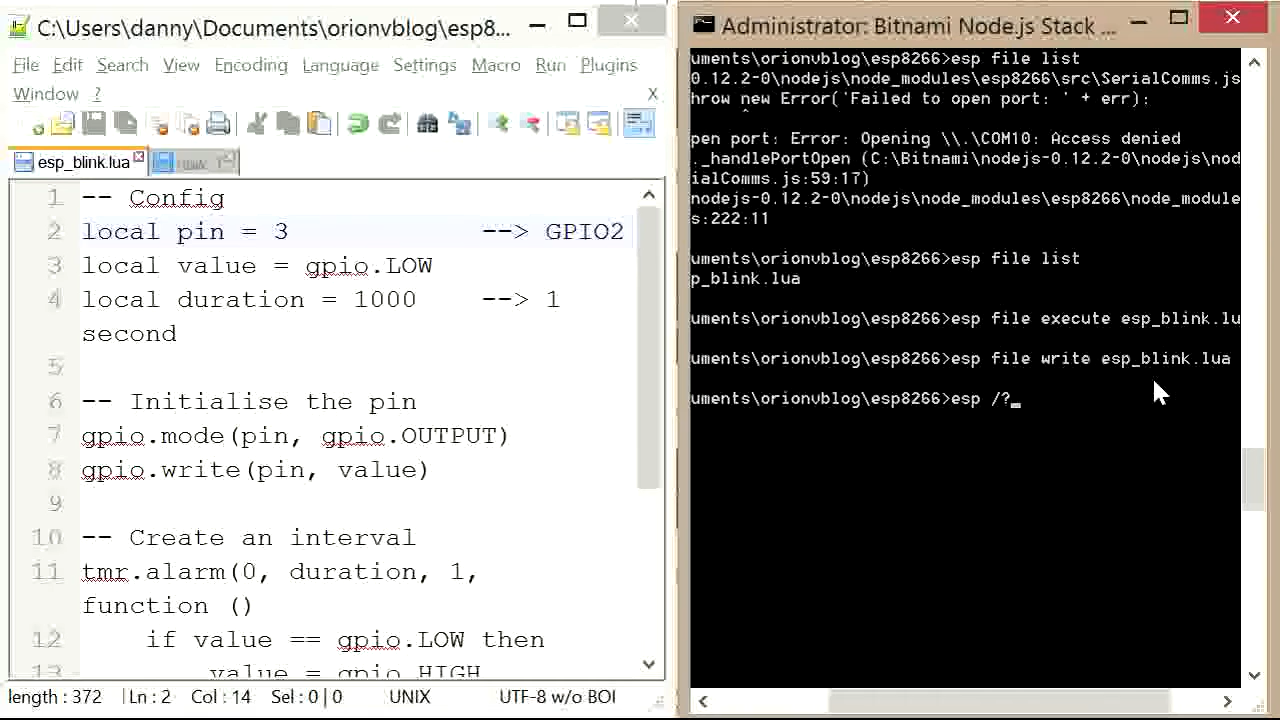 C:\Users\danny\Documents\orionvblog\esp8...
File Edit Search View Encoding Language Settings Macro Run Plugins
Window ? X
esp_blink.lua
1 -- Config
2 local pin = 3 --> GPIO2
3 local value = gpio.LOW
4 local duration = 1000 --> 1
second
5
6 -- Initialise the pin
7 gpio.mode(pin, gpio.OUTPUT)
8 gpio.write(pin, value)
9
10 -- Create an interval
11 tmr.alarm(0, duration, 1,
function ()
12 if value == gpio.LOW then
13 value = gpio.HIGH
length : 372 Ln : 2 Col : 14 Sel : 0 | 0 UNIX UTF-8 w/o BOI
Administrator: Bitnami Node.js Stack ...
uments\orionvblog\esp8266>esp file list
0.12.2-0\nodejs\node_modules\esp8266\src\SerialComms.js
hrow new Error('Failed to open port: ' + err);
^
pen port: Error: Opening \\.\COM10: Access denied
._handlePortOpen (C:\Bitnami\nodejs-0.12.2-0\nodejs\nod
ialComms.js:59:17)
nodejs-0.12.2-0\nodejs\node_modules\esp8266\node_module
s:222:11
uments\orionvblog\esp8266>esp file list
p_blink.lua
uments\orionvblog\esp8266>esp file execute esp_blink.lu
uments\orionvblog\esp8266>esp file write esp_blink.lua
uments\orionvblog\esp8266>esp /?_